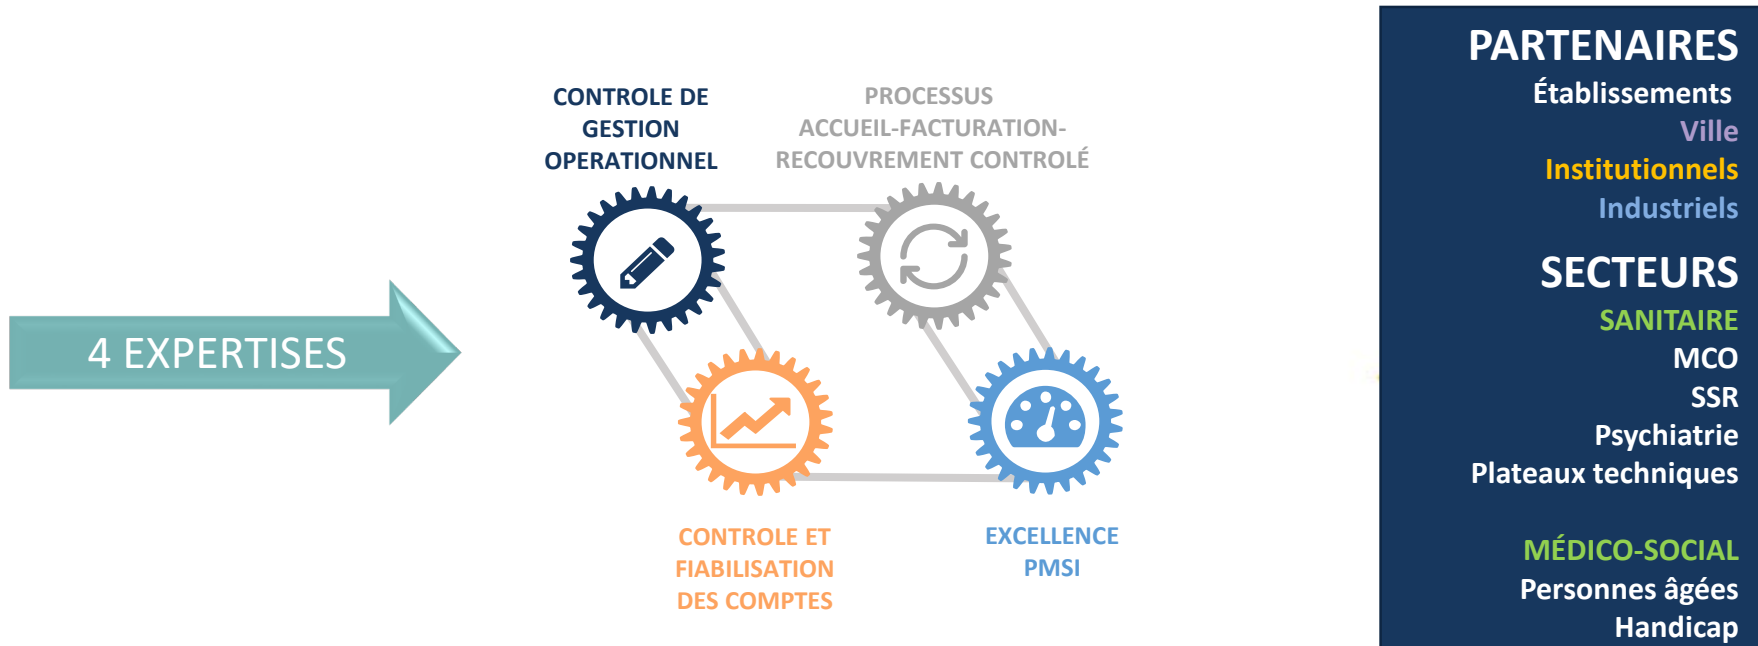 4 EXPERTISES
CONTROLE DE
GESTION
OPERATIONNEL
PROCESSUS
ACCUEIL-FACTURATION-
RECOUVREMENT CONTROLÉ
CONTROLE ET
FIABILISATION
DES COMPTES
EXCELLENCE
PMSI
PARTENAIRES
Établissements
Ville
Institutionnels
Industriels
SECTEURS
SANITAIRE
MCO
SSR
Psychiatrie
Plateaux techniques
MÉDICO-SOCIAL
Personnes âgées
Handicap